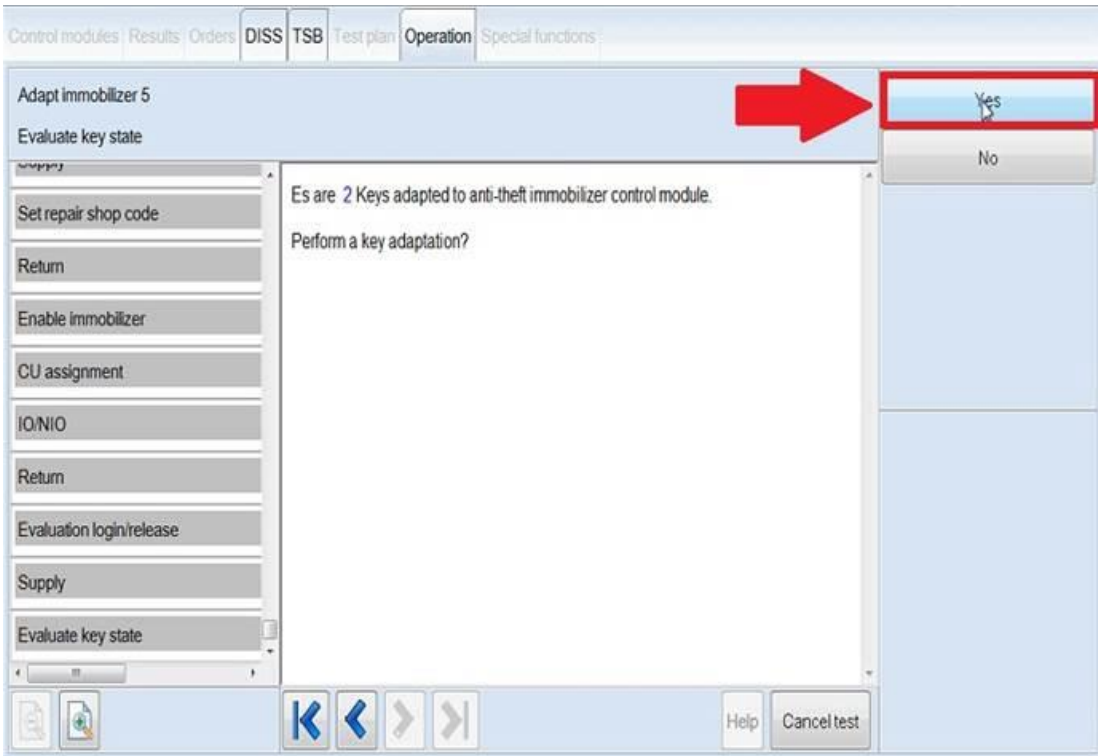 Control modules Results Orders DISS TSB Test plan Operation Special functions
Adapt immobilizer 5
Evaluate key state
Yes
No
Supply
Set repair shop code
Return
Enable immobilizer
CU assignment
IO/NIO
Return
Evaluation login/release
Supply
Evaluate key state
Es are 2 Keys adapted to anti-theft immobilizer control module.
Perform a key adaptation?
Help
Cancel test